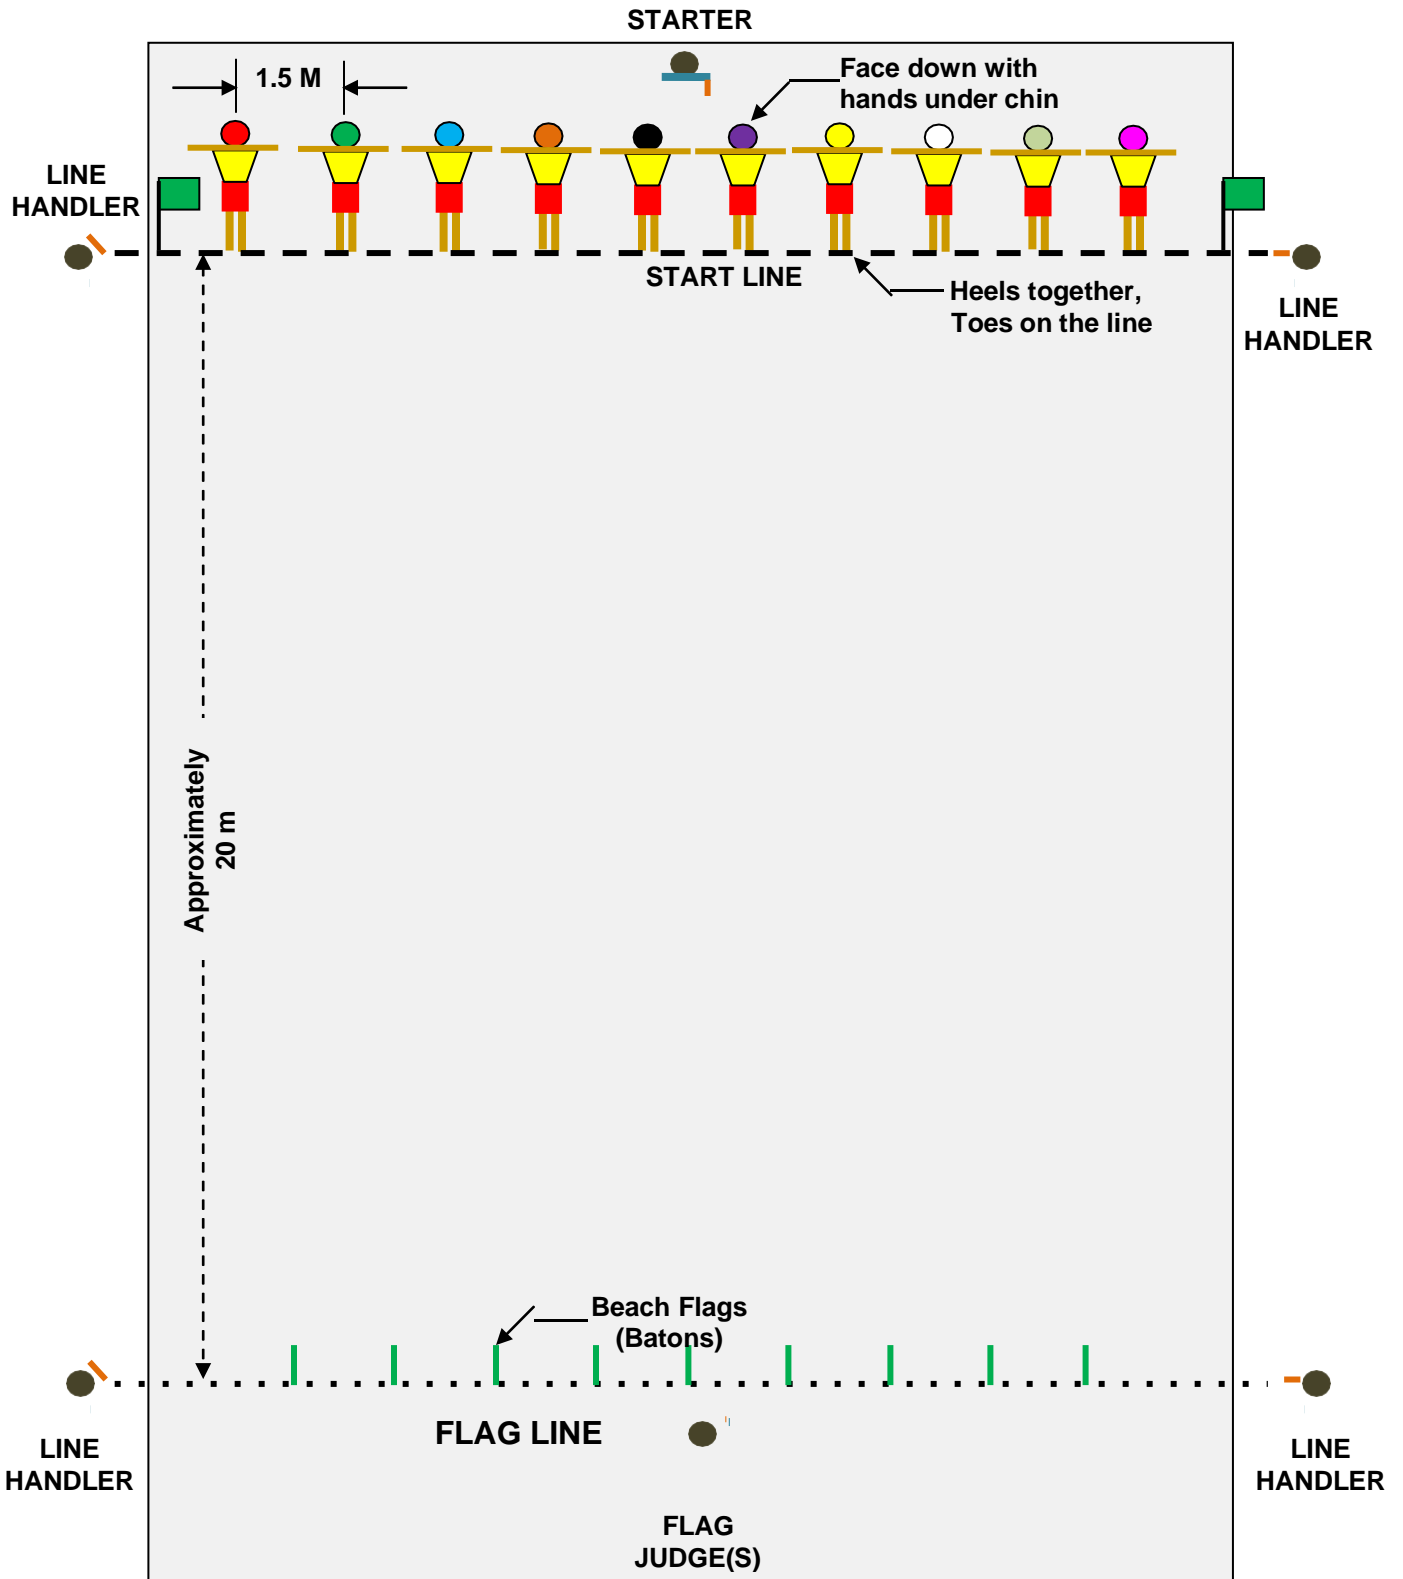 STARTER
1.5 M
Face down with
hands under chin
LINE
HANDLER
START LINE
Heels together,
Toes on the line
LINE
HANDLER
Approximately
20 m
Beach Flags
(Batons)
FLAG LINE
LINE
HANDLER
LINE
HANDLER
FLAG
JUDGE(S)